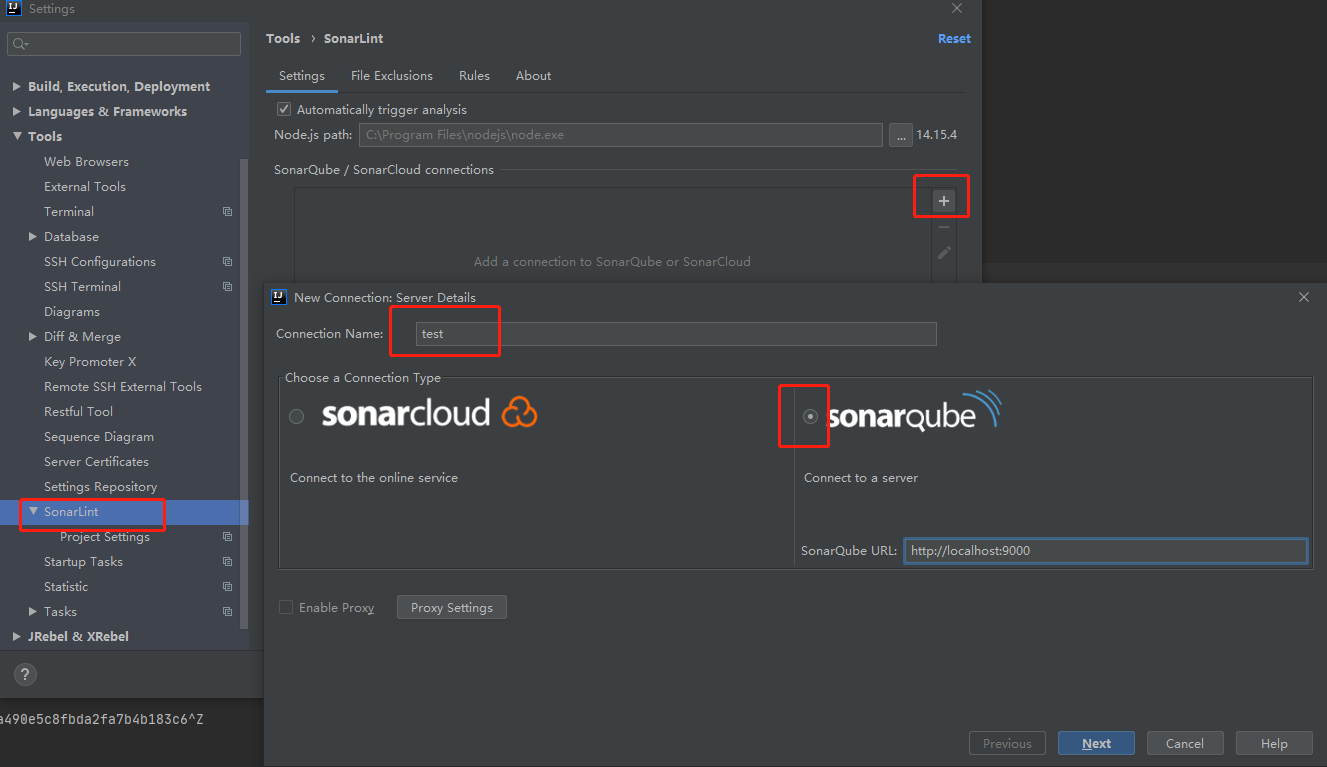 Settings
Tools › SonarLint
Reset
Build, Execution, Deployment
Languages & Frameworks
Tools
Web Browsers
External Tools
Terminal
Database
SSH Configurations
SSH Terminal
Diagrams
Diff & Merge
Key Promoter X
Remote SSH External Tools
Restful Tool
Sequence Diagram
Server Certificates
Settings Repository
SonarLint
Project Settings
Startup Tasks
Statistic
Tasks
JRebel & XRebel
?
Settings File Exclusions Rules About
Automatically trigger analysis
Node.js path: C:\Program Files\nodejs\node.exe ... 14.15.4
SonarQube / SonarCloud connections
Add a connection to SonarQube or SonarCloud
IJ New Connection: Server Details
Connection Name: test
Choose a Connection Type
sonarcloud sonarqube
Connect to the online service Connect to a server
SonarQube URL: http://localhost:9000
Enable Proxy Proxy Settings
Previous Next Cancel Help
a490e5c8fbda2fa7b4b183c6^Z